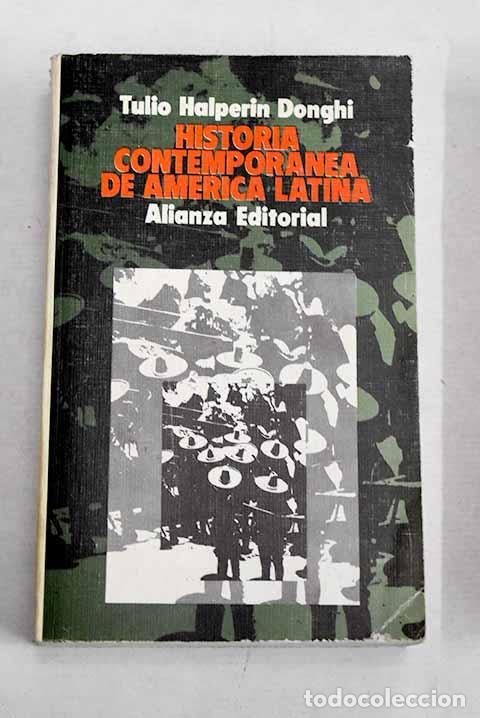 Tulio Halperin Donghi
HISTORIA
CONTEMPORANEA
DE AMERICA LATINA
Alianza Editorial
todocoleccion